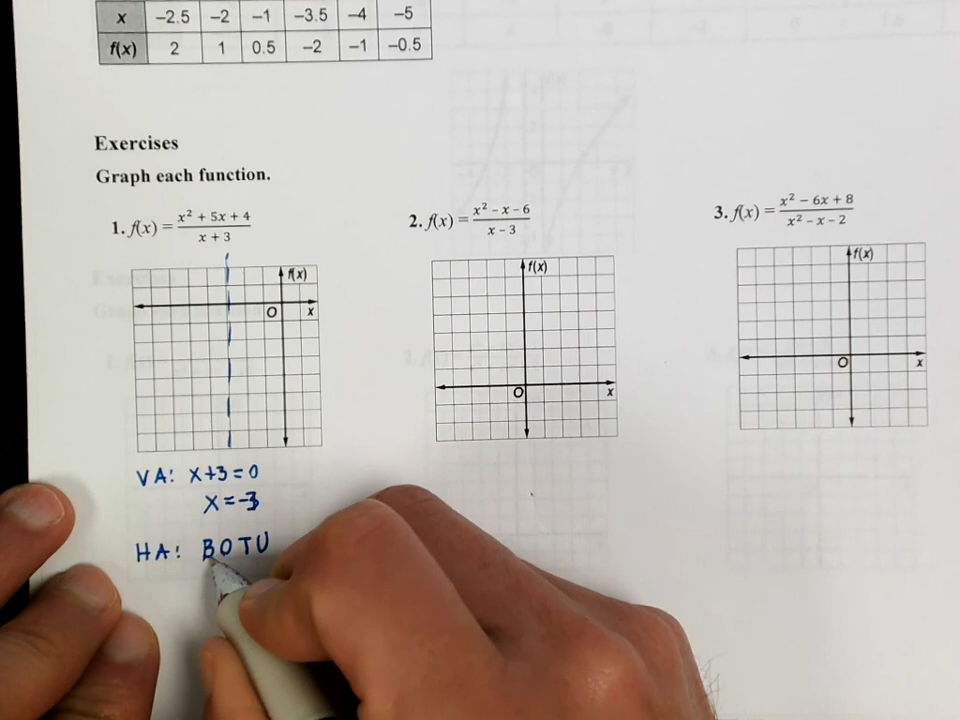 x −2.5 −2 −1 −3.5 −4 −5
f(x) 2 1 0.5 −2 −1 −0.5
Exercises
Graph each function.
1. f(x) = (x² + 5x + 4)/(x + 3)
2. f(x) = (x² − x − 6)/(x − 3)
3. f(x) = (x² − 6x + 8)/(x² − x − 2)
f(x)
O x
f(x)
O x
f(x)
O x
VA: x+3=0
x=-3
HA: BOTU